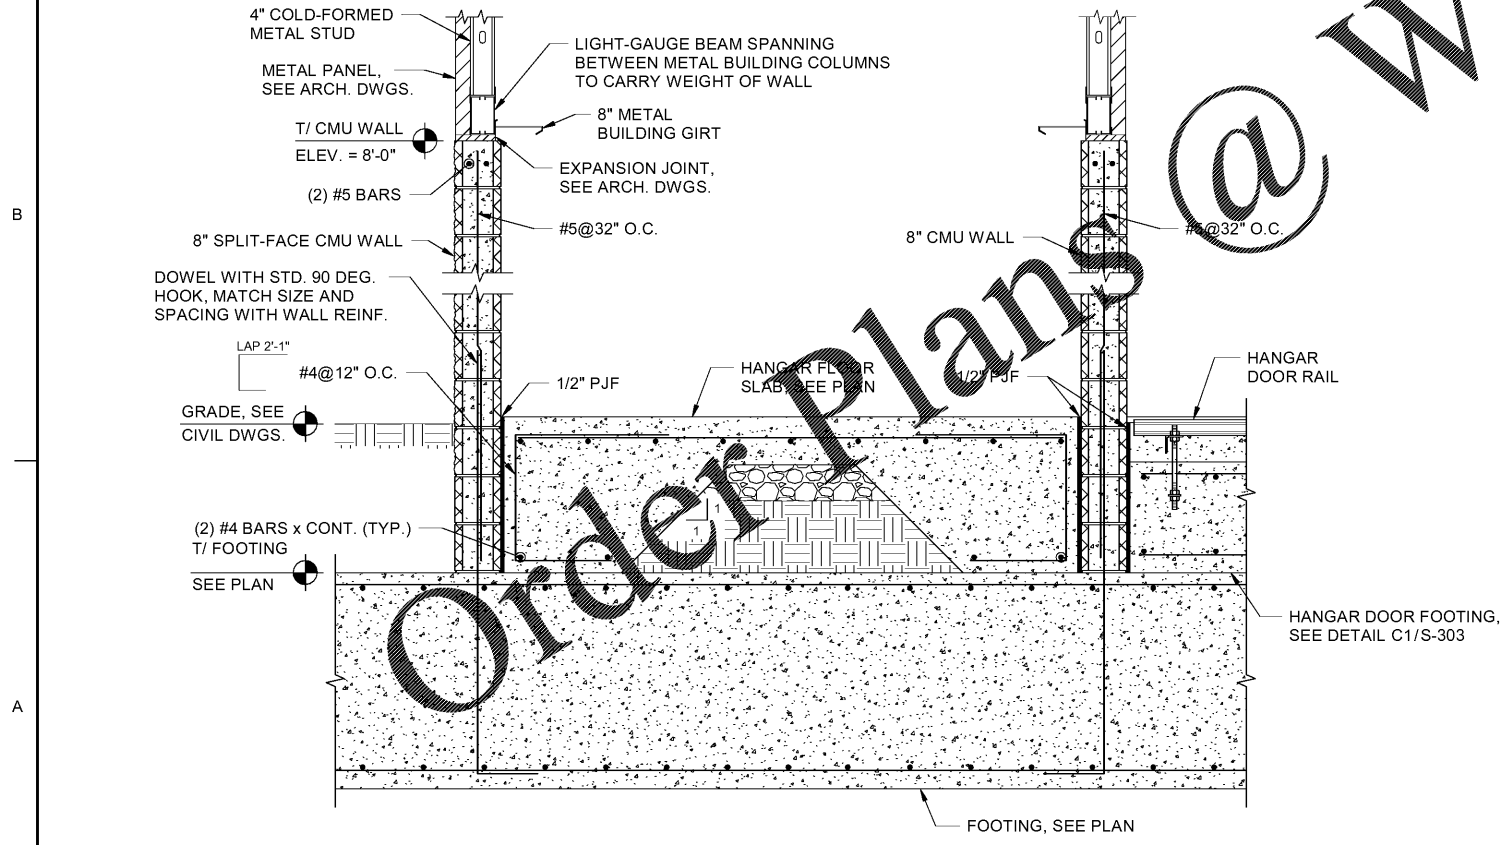 4" COLD-FORMED
METAL STUD
METAL PANEL,
SEE ARCH. DWGS.
T/ CMU WALL
ELEV. = 8'-0"
(2) #5 BARS
8" SPLIT-FACE CMU WALL
DOWEL WITH STD. 90 DEG.
HOOK, MATCH SIZE AND
SPACING WITH WALL REINF.
LAP 2'-1"
#4@12" O.C.
GRADE, SEE
CIVIL DWGS.
(2) #4 BARS x CONT. (TYP.)
T/ FOOTING
SEE PLAN
LIGHT-GAUGE BEAM SPANNING
BETWEEN METAL BUILDING COLUMNS
TO CARRY WEIGHT OF WALL
8" METAL
BUILDING GIRT
EXPANSION JOINT,
SEE ARCH. DWGS.
#5@32" O.C.
1/2" PJF
HANGAR FLOOR
SLAB, SEE PLAN
1
1
8" CMU WALL
#5@32" O.C.
1/2" PJF
HANGAR
DOOR RAIL
HANGAR DOOR FOOTING,
SEE DETAIL C1/S-303
FOOTING, SEE PLAN
B
A
Order Plans @ W